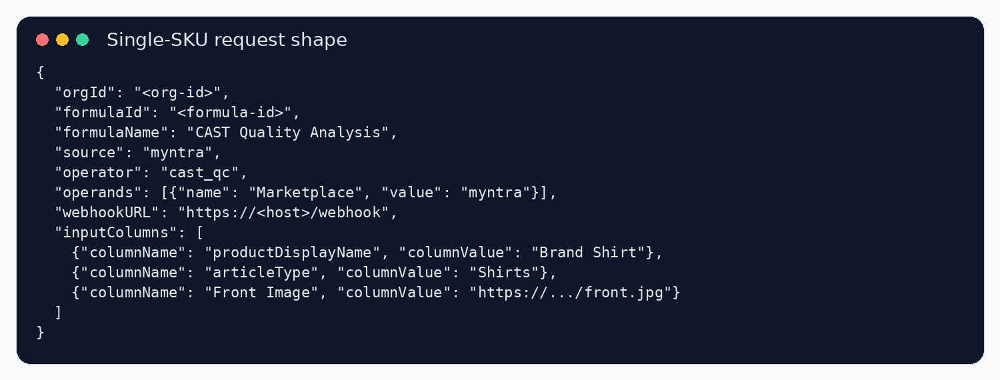 Single-SKU request shape
{
  "orgId": "<org-id>",
  "formulaId": "<formula-id>",
  "formulaName": "CAST Quality Analysis",
  "source": "myntra",
  "operator": "cast_qc",
  "operands": [{"name": "Marketplace", "value": "myntra"}],
  "webhookURL": "https://<host>/webhook",
  "inputColumns": [
    {"columnName": "productDisplayName", "columnValue": "Brand Shirt"},
    {"columnName": "articleType", "columnValue": "Shirts"},
    {"columnName": "Front Image", "columnValue": "https://.../front.jpg"}
  ]
}